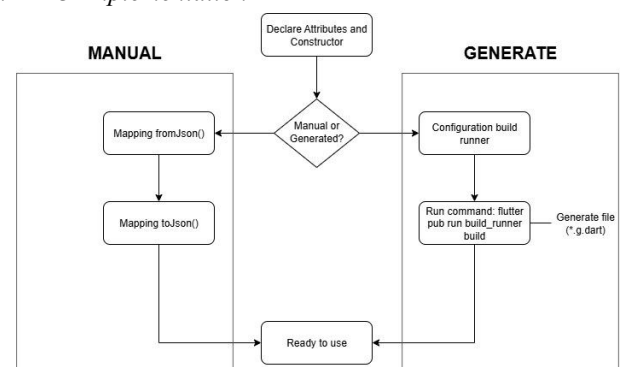 Declare Attributes and
Constructor
MANUAL
GENERATE
Manual or
Generated?
Mapping fromJson()
Configuration build
runner
Mapping toJson()
Run command: flutter
pub run build_runner
build
Generate file
(*.g.dart)
Ready to use